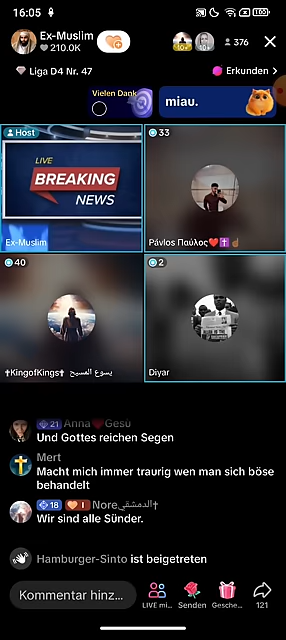 16:05
100
Ex-Muslim
210.0K
10+
376
Liga D4 Nr. 47
Erkunden >
Vielen Dank
miau.
Host
33
LIVE
BREAKING
NEWS
Ex-Muslim
Pávlos Παύλος❤️✝️☝🏾
40
2
✝KingofKings✝ يسوع المسيح
Diyar
21 Anna❤️Gesù
Und Gottes reichen Segen
Mert
Macht mich immer traurig wen man sich böse
behandelt
18 I Noreالدمشقي✝
Wir sind alle Sünder.
Hamburger-Sinto ist beigetreten
Kommentar hinz...
LIVE mi...
Senden
Gesche...
121